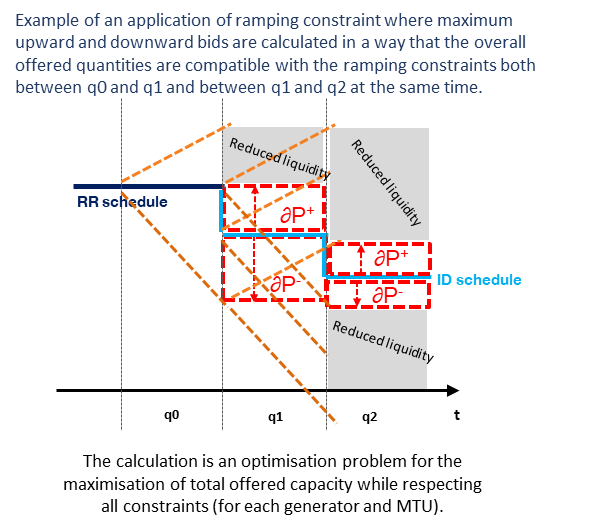 Example of an application of ramping constraint where maximum
upward and downward bids are calculated in a way that the overall
offered quantities are compatible with the ramping constraints both
between q0 and q1 and between q1 and q2 at the same time.
Reduced liquidity
Reduced liquidity
RR schedule
∂P+
∂P+
∂P-
ID schedule
∂P-
Reduced liquidity
q0
q1
q2
t
The calculation is an optimisation problem for the
maximisation of total offered capacity while respecting
all constraints (for each generator and MTU).